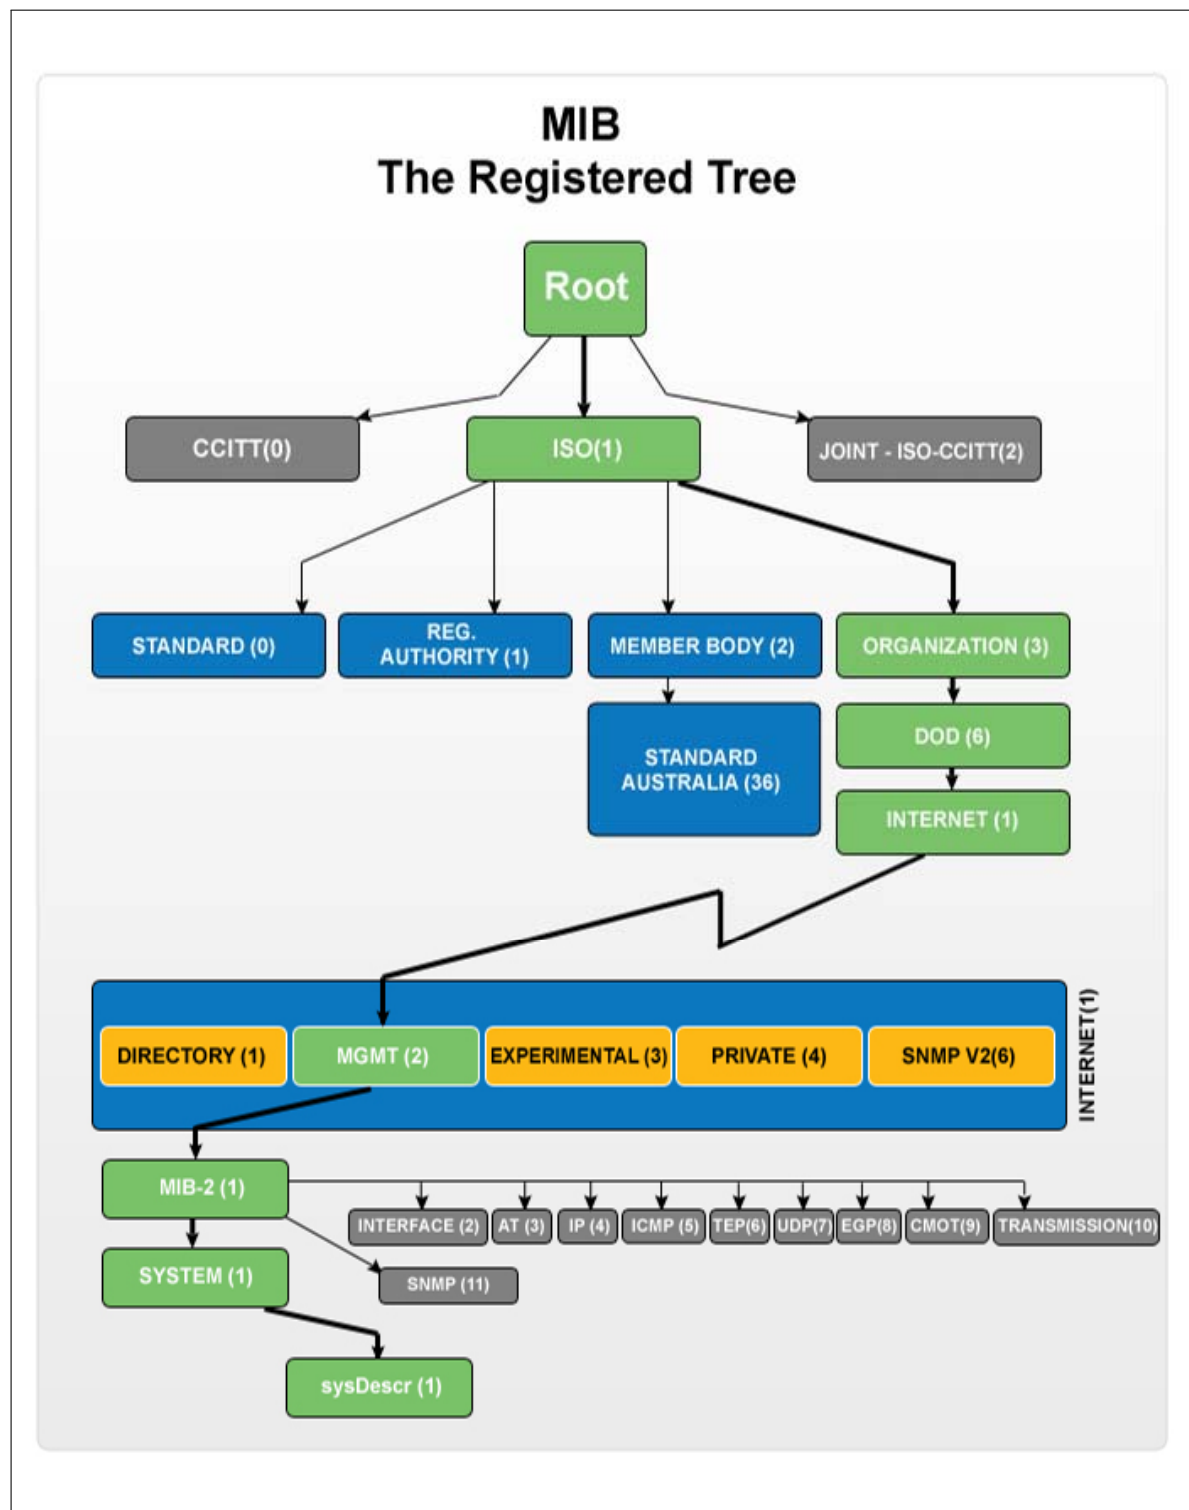 MIB
The Registered Tree
Root
CCITT(0)
ISO(1)
JOINT - ISO-CCITT(2)
STANDARD (0)
REG.
AUTHORITY (1)
MEMBER BODY (2)
ORGANIZATION (3)
STANDARD
AUSTRALIA (36)
DOD (6)
INTERNET (1)
DIRECTORY (1)
MGMT (2)
EXPERIMENTAL (3)
PRIVATE (4)
SNMP V2(6)
INTERNET(1)
MIB-2 (1)
INTERFACE (2)
AT (3)
IP (4)
ICMP (5)
TEP(6)
UDP(7)
EGP(8)
CMOT(9)
TRANSMISSION(10)
SYSTEM (1)
SNMP (11)
sysDescr (1)